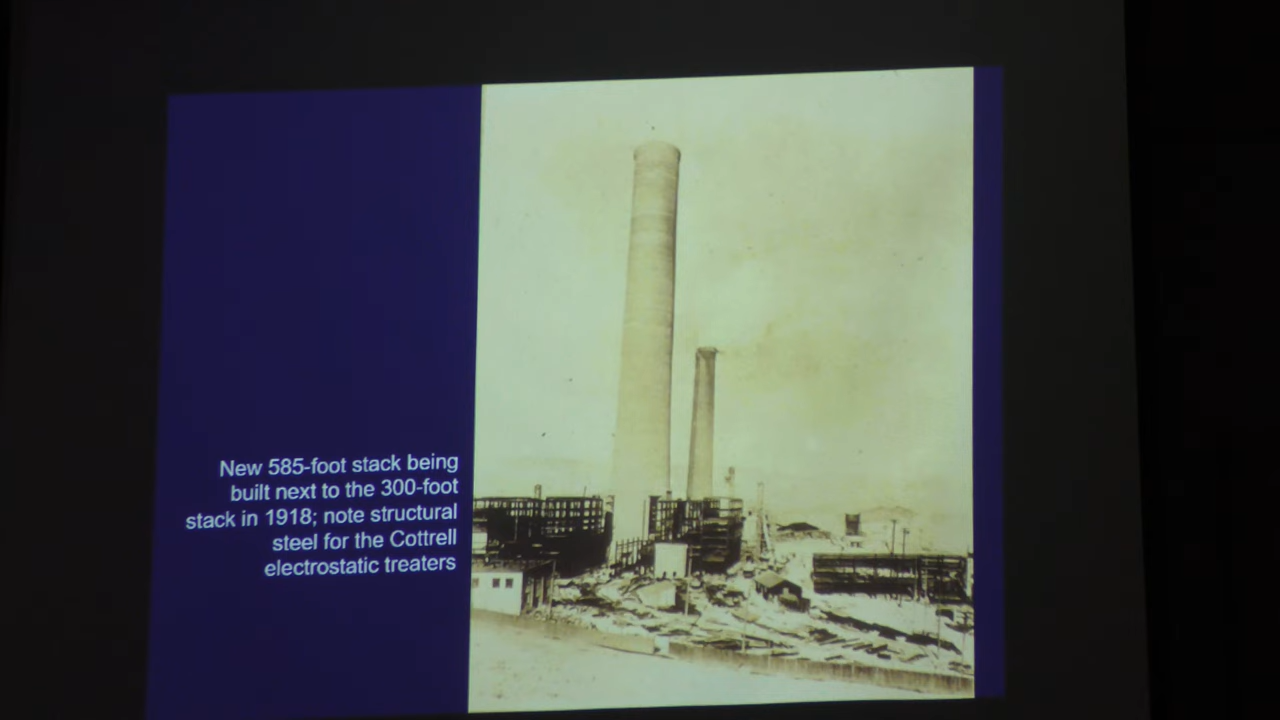 New 585-foot stack being
built next to the 300-foot
stack in 1918; note structural
steel for the Cottrell
electrostatic treaters